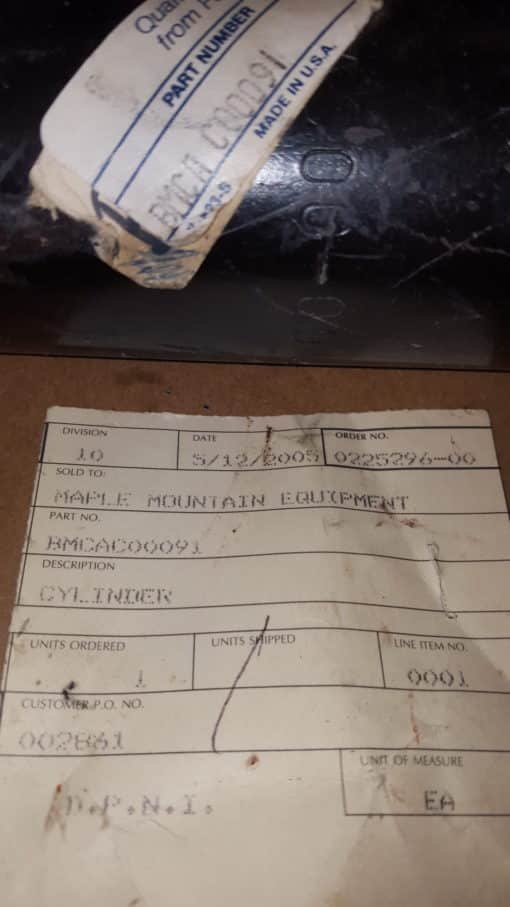 from
PART NUMBER
BMCA C00091
MADE IN U.S.A.
DIVISION
10
DATE
5/12/2005
ORDER NO.
0225296-00
SOLD TO:
MAPLE MOUNTAIN EQUIPMENT
PART NO.
BMCAC00091
DESCRIPTION
CYLINDER
UNITS ORDERED
1
UNITS SHIPPED
LINE ITEM NO.
0001
CUSTOMER P.O. NO.
002861
UNIT OF MEASURE
EA